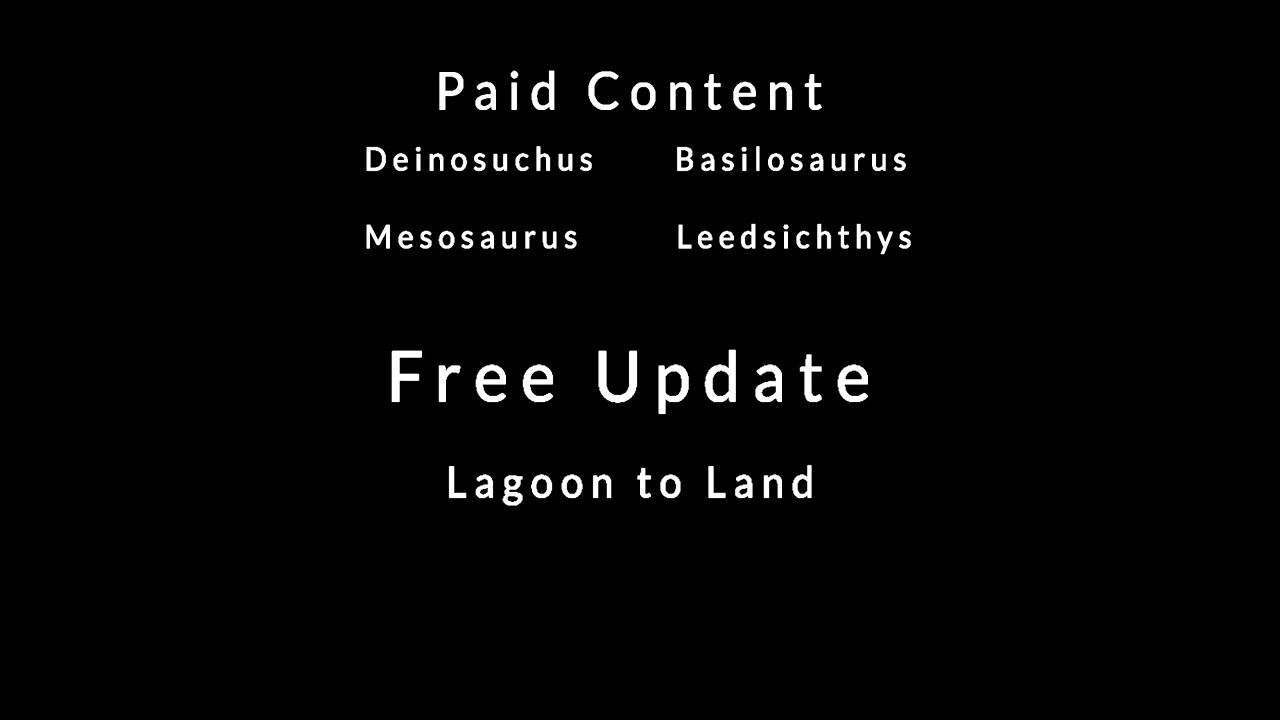 Paid Content
Deinosuchus Basilosaurus
Mesosaurus Leedsichthys
Free Update
Lagoon to Land